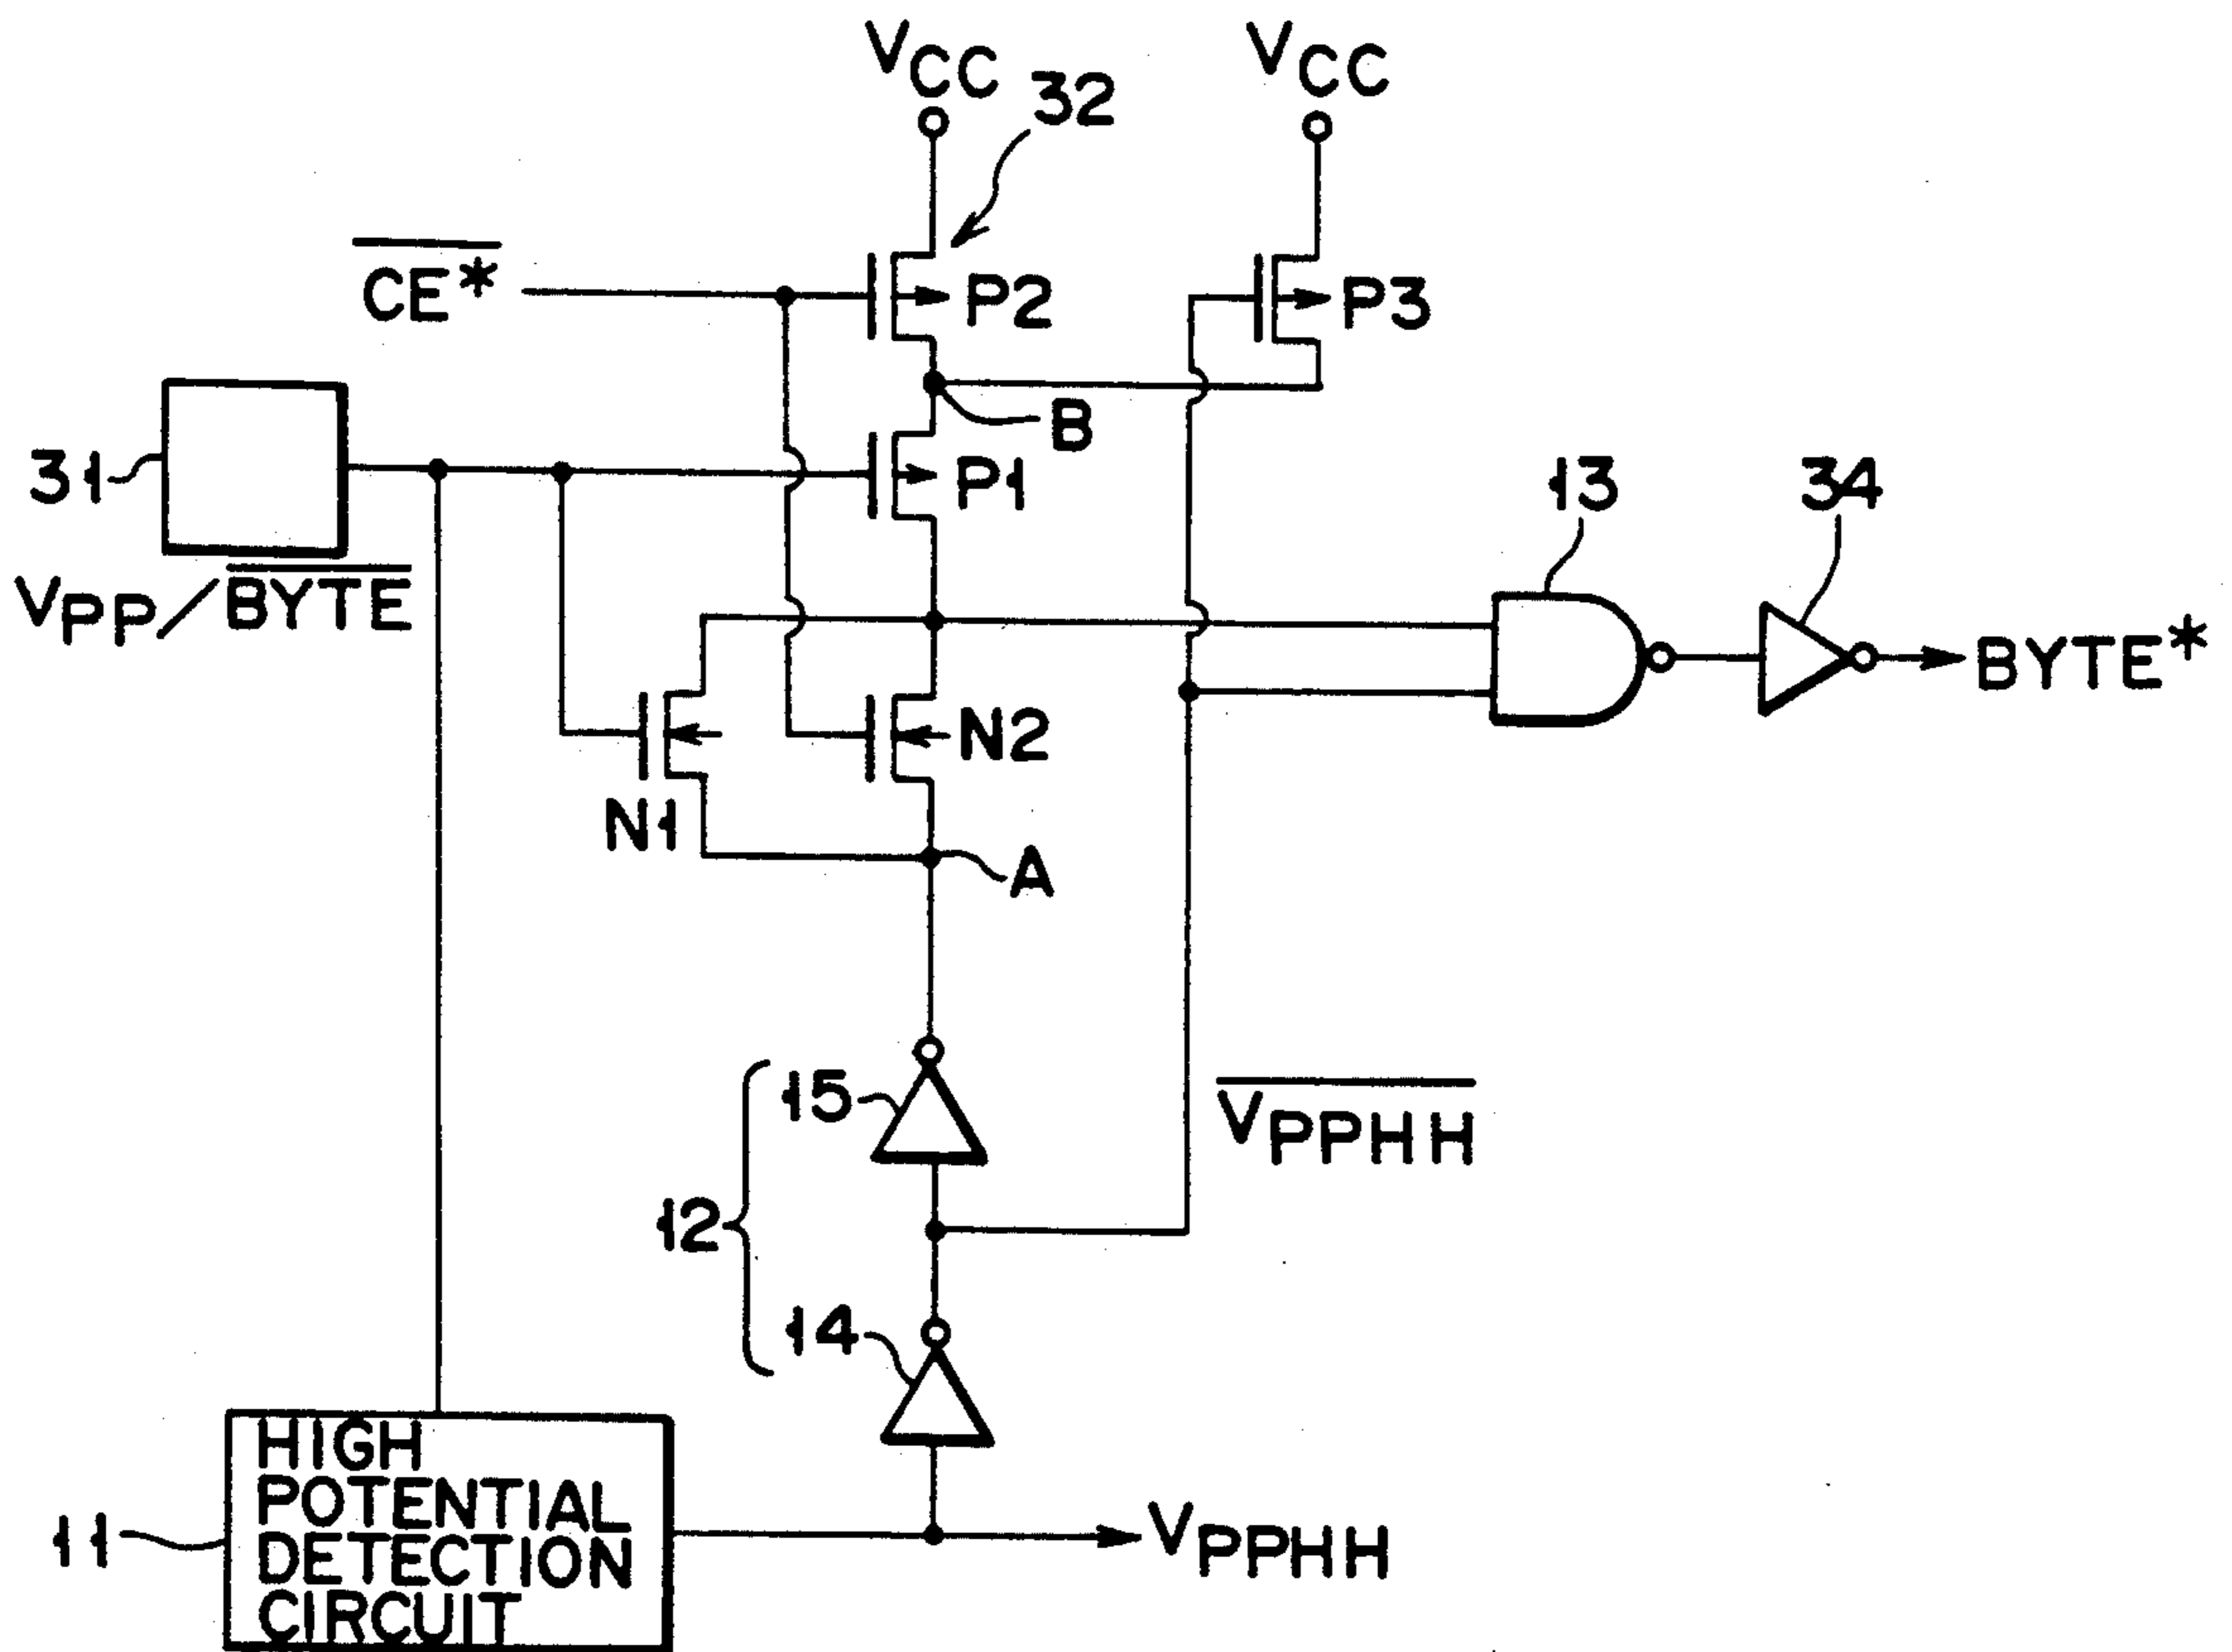 VCC
VCC
32
CE*
P2
P3
B
31
P1
13
34
VPP/BYTE
BYTE*
N2
N1
A
15
VPPHH
12
14
HIGH
POTENTIAL
DETECTION
CIRCUIT
11
VPPHH